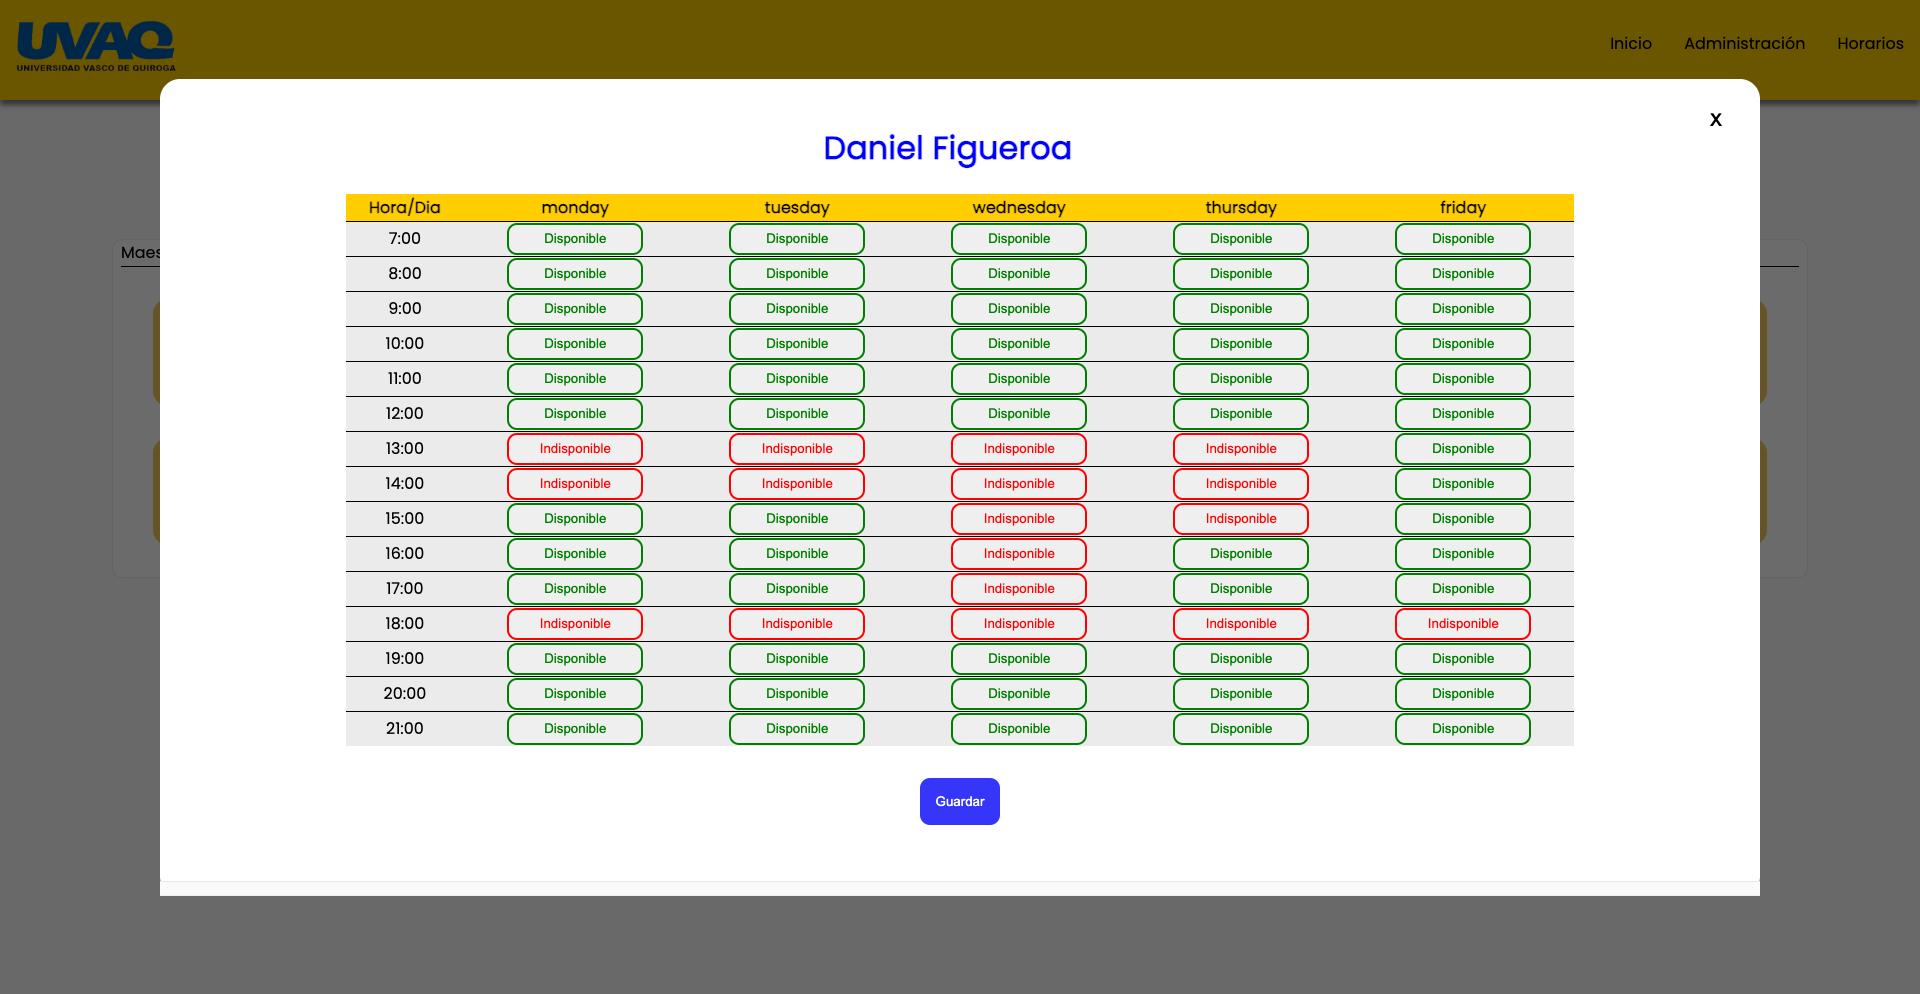 UVAQ
UNIVERSIDAD VASCO DE QUIROGA
Inicio Administración Horarios
X
Daniel Figueroa
Maes
Hora/Dia monday tuesday wednesday thursday friday
7:00 Disponible Disponible Disponible Disponible Disponible
8:00 Disponible Disponible Disponible Disponible Disponible
9:00 Disponible Disponible Disponible Disponible Disponible
10:00 Disponible Disponible Disponible Disponible Disponible
11:00 Disponible Disponible Disponible Disponible Disponible
12:00 Disponible Disponible Disponible Disponible Disponible
13:00 Indisponible Indisponible Indisponible Indisponible Disponible
14:00 Indisponible Indisponible Indisponible Indisponible Disponible
15:00 Disponible Disponible Indisponible Indisponible Disponible
16:00 Disponible Disponible Indisponible Disponible Disponible
17:00 Disponible Disponible Indisponible Disponible Disponible
18:00 Indisponible Indisponible Indisponible Indisponible Indisponible
19:00 Disponible Disponible Disponible Disponible Disponible
20:00 Disponible Disponible Disponible Disponible Disponible
21:00 Disponible Disponible Disponible Disponible Disponible
Guardar